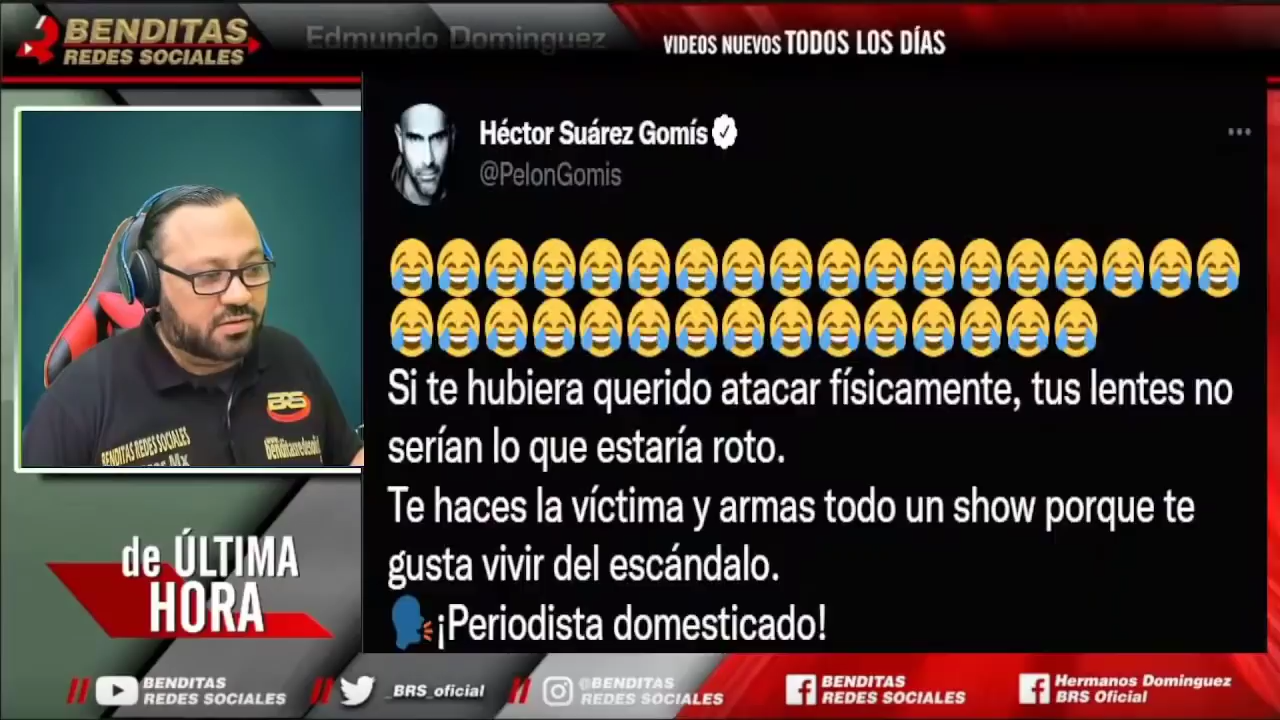 BENDITAS
REDES SOCIALES
Edmundo Dominguez
VIDEOS NUEVOS TODOS LOS DÍAS
Héctor Suárez Gomís
@PelonGomis
😂😂😂😂😂😂😂😂😂😂😂😂😂😂😂😂😂😂
😂😂😂😂😂😂😂😂😂😂😂😂😂😂😂
Si te hubiera querido atacar físicamente, tus lentes no
serían lo que estaría roto.
Te haces la víctima y armas todo un show porque te
gusta vivir del escándalo.
🗣️¡Periodista domesticado!
BRS
BENDITAS REDES SOCIALES
de ÚLTIMA
HORA
BENDITAS
REDES SOCIALES
_BRS_oficial
@BENDITAS
REDES SOCIALES
BENDITAS
REDES SOCIALES
Hermanos Dominguez
BRS Oficial